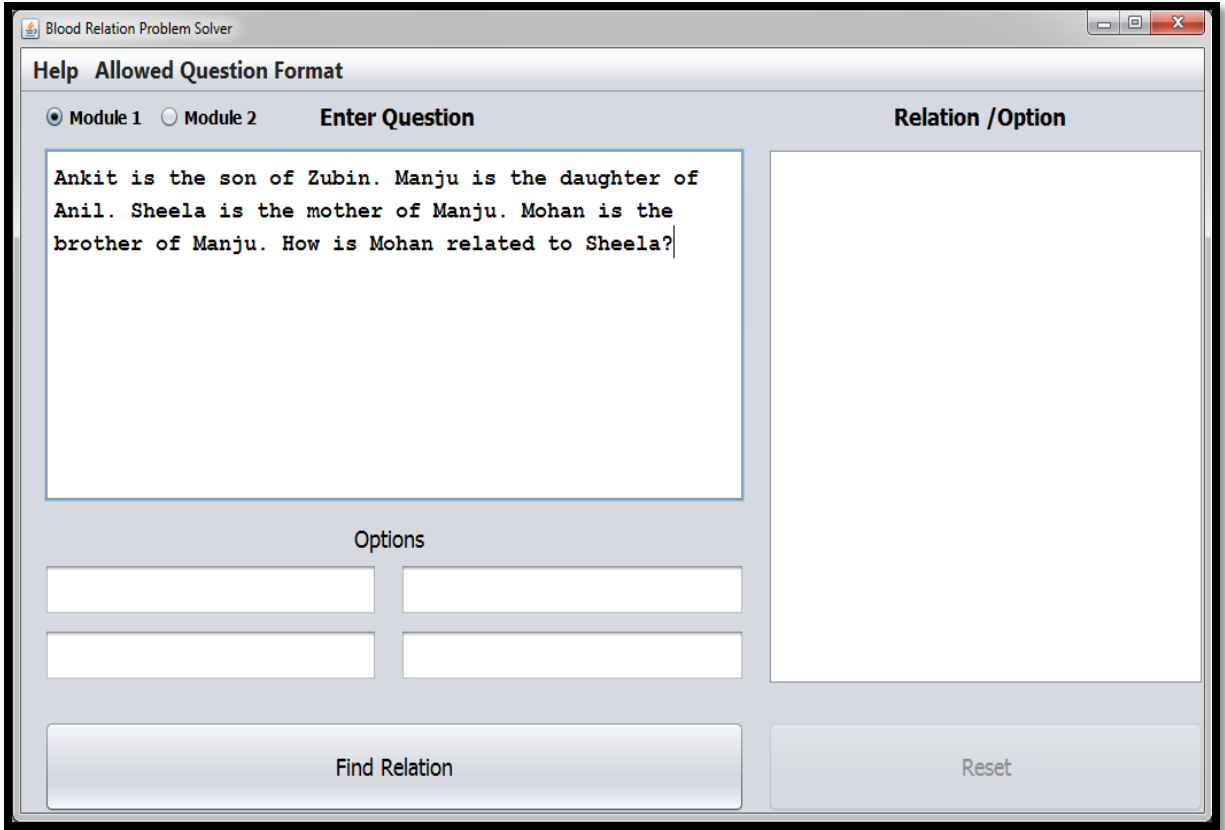 Blood Relation Problem Solver
Help Allowed Question Format
Module 1 Module 2 Enter Question Relation /Option
Ankit is the son of Zubin. Manju is the daughter of
Anil. Sheela is the mother of Manju. Mohan is the
brother of Manju. How is Mohan related to Sheela?
Options
Find Relation Reset